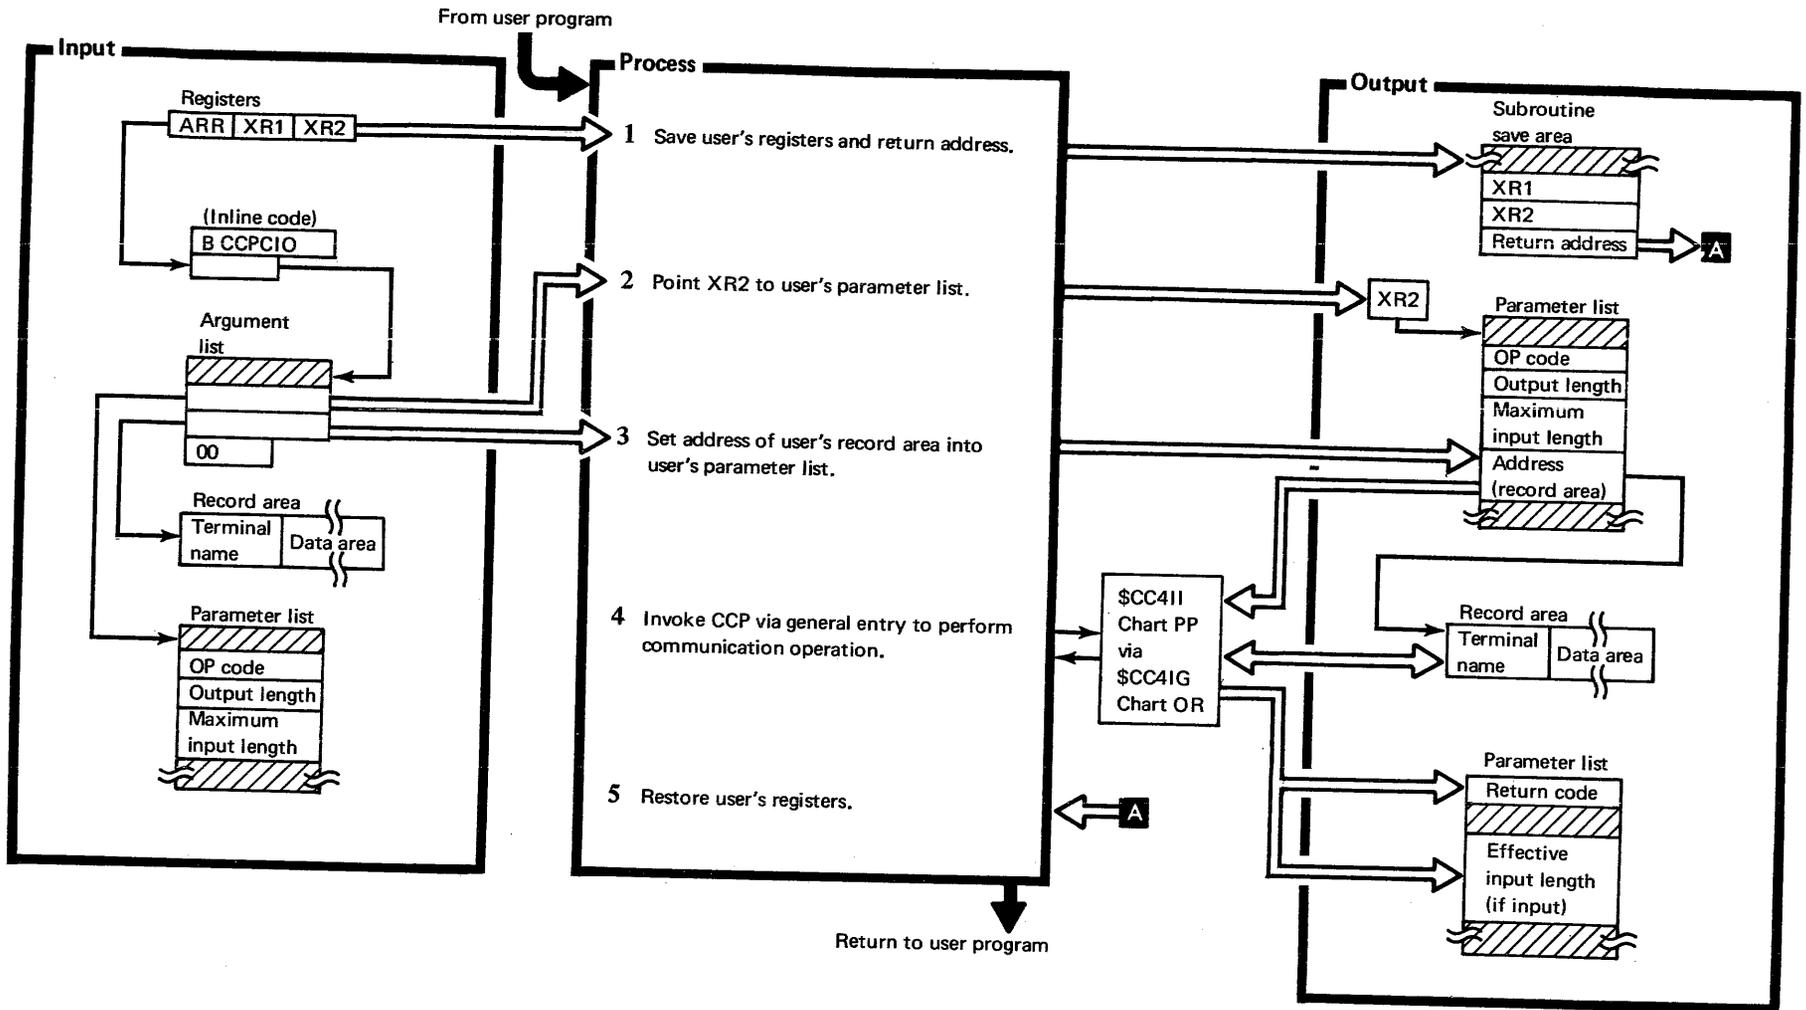 From user program
Input
Registers
ARR XR1 XR2
(Inline code)
B CCPCIO
Argument
list
00
Record area
Terminal
name
Data area
Parameter list
OP code
Output length
Maximum
input length
Process
1 Save user's registers and return address.
2 Point XR2 to user's parameter list.
3 Set address of user's record area into
user's parameter list.
4 Invoke CCP via general entry to perform
communication operation.
5 Restore user's registers.
A
Return to user program
$CC4II
Chart PP
via
$CC4IG
Chart OR
Output
Subroutine
save area
XR1
XR2
Return address
A
XR2
Parameter list
OP code
Output length
Maximum
input length
Address
(record area)
Record area
Terminal
name
Data area
Parameter list
Return code
Effective
input length
(if input)